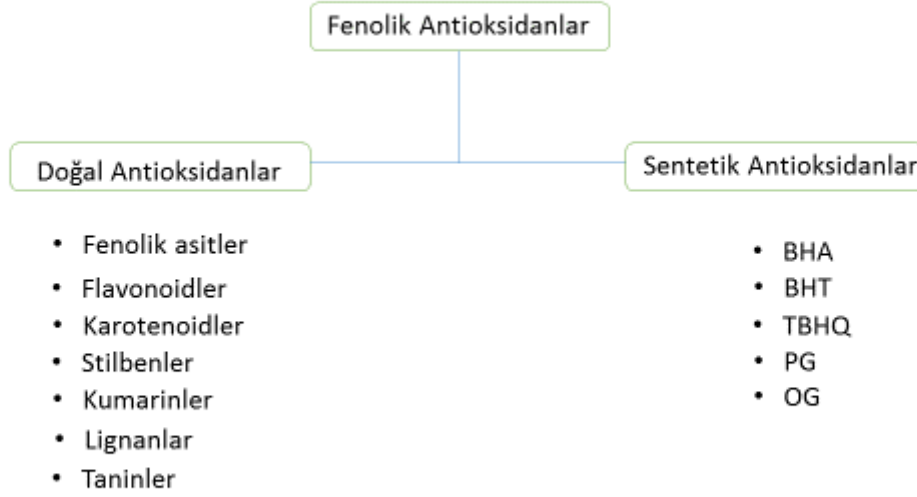 Fenolik Antioksidanlar
Doğal Antioksidanlar
• Fenolik asitler
• Flavonoidler
• Karotenoidler
• Stilbenler
• Kumarinler
• Lignanlar
• Taninler
Sentetik Antioksidanlar
• BHA
• BHT
• TBHQ
• PG
• OG